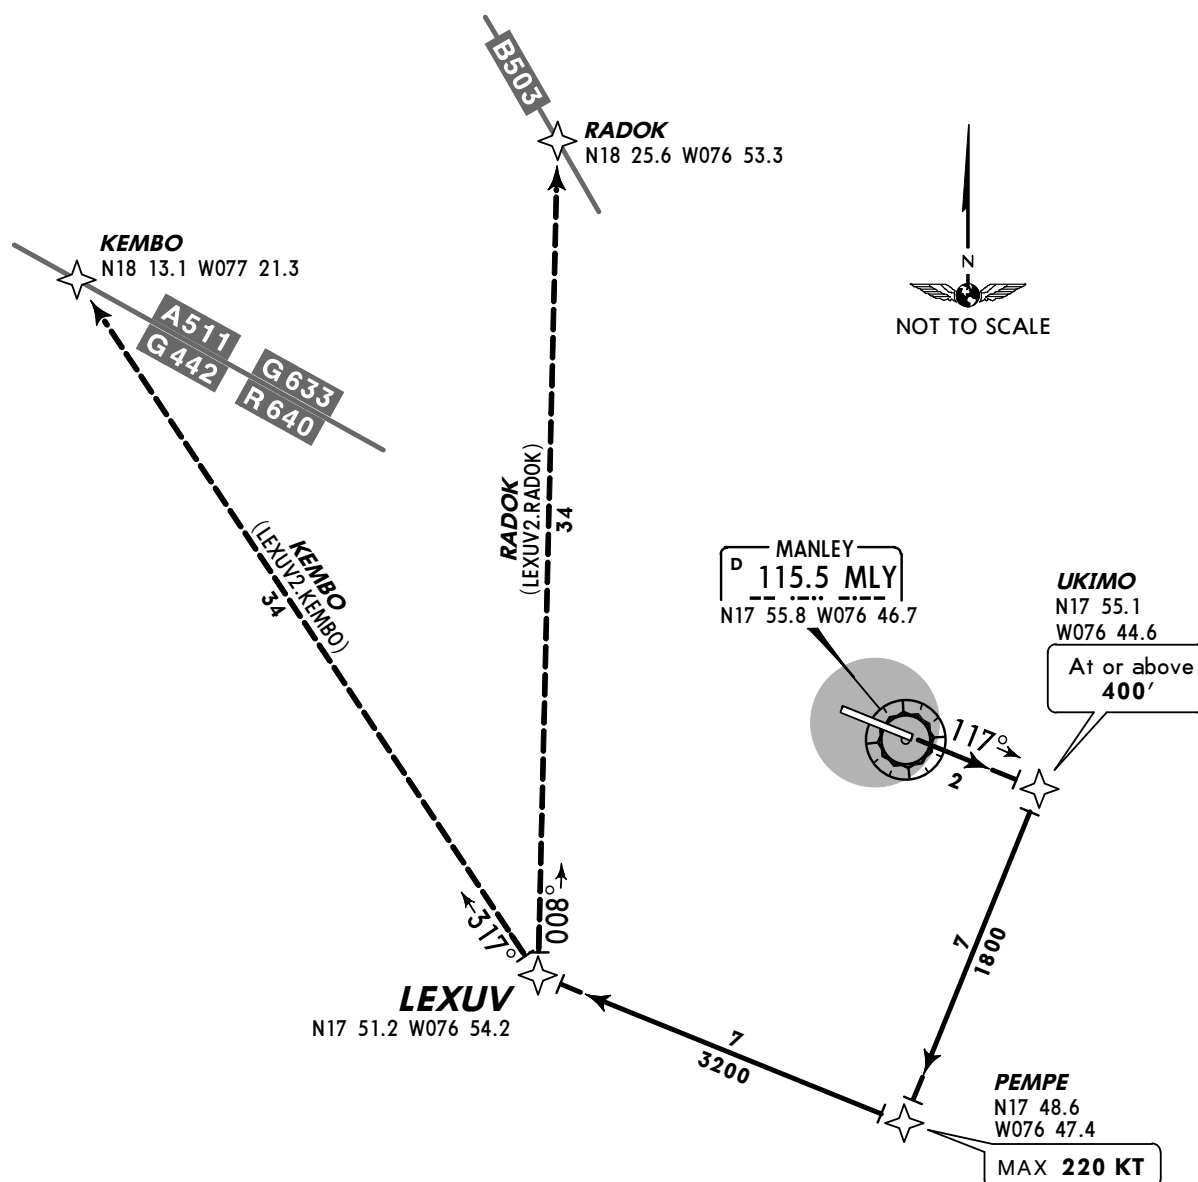 B503
RADOK
N18 25.6 W076 53.3
KEMBO
N18 13.1 W077 21.3
A511
G442
G633
R640
N
NOT TO SCALE
RADOK
(LEXUV2.RADOK)
34
KEMBO
(LEXUV2.KEMBO)
34
MANLEY
D 115.5 MLY
N17 55.8 W076 46.7
UKIMO
N17 55.1
W076 44.6
At or above
400'
117°
2
317°
008°
LEXUV
N17 51.2 W076 54.2
7
1800
7
3200
PEMPE
N17 48.6
W076 47.4
MAX 220 KT